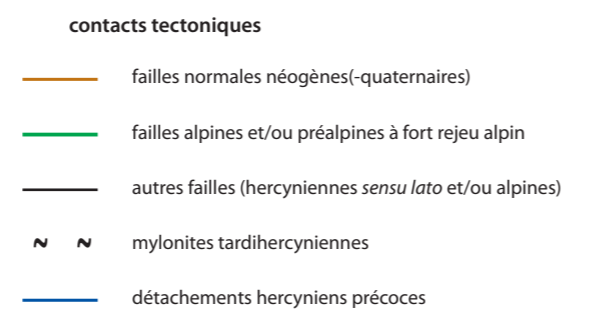 contacts tectoniques
failles normales néogènes(-quaternaires)
failles alpines et/ou préalpines à fort rejeu alpin
autres failles (hercyniennes sensu lato et/ou alpines)
mylonites tardihercyniennes
détachements hercyniens précoces